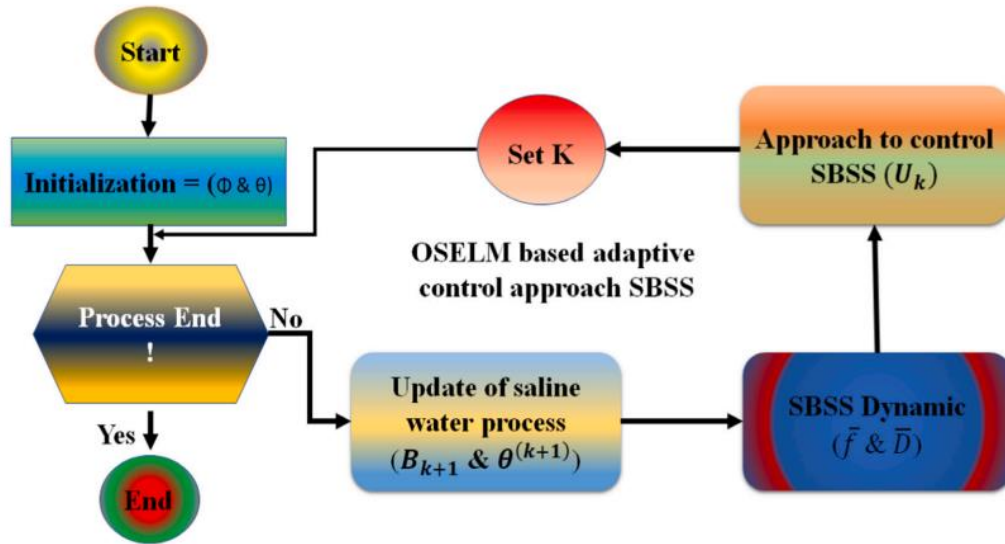 Start
Initialization = (Φ & θ)
Process End
!
No
Yes
End
Update of saline
water process
(𝑩ₖ₊₁ & 𝜽⁽ᵏ⁺¹⁾)
SBSS Dynamic
(f̄ & D̄)
Approach to control
SBSS (𝑼ₖ)
Set K
OSELM based adaptive
control approach SBSS